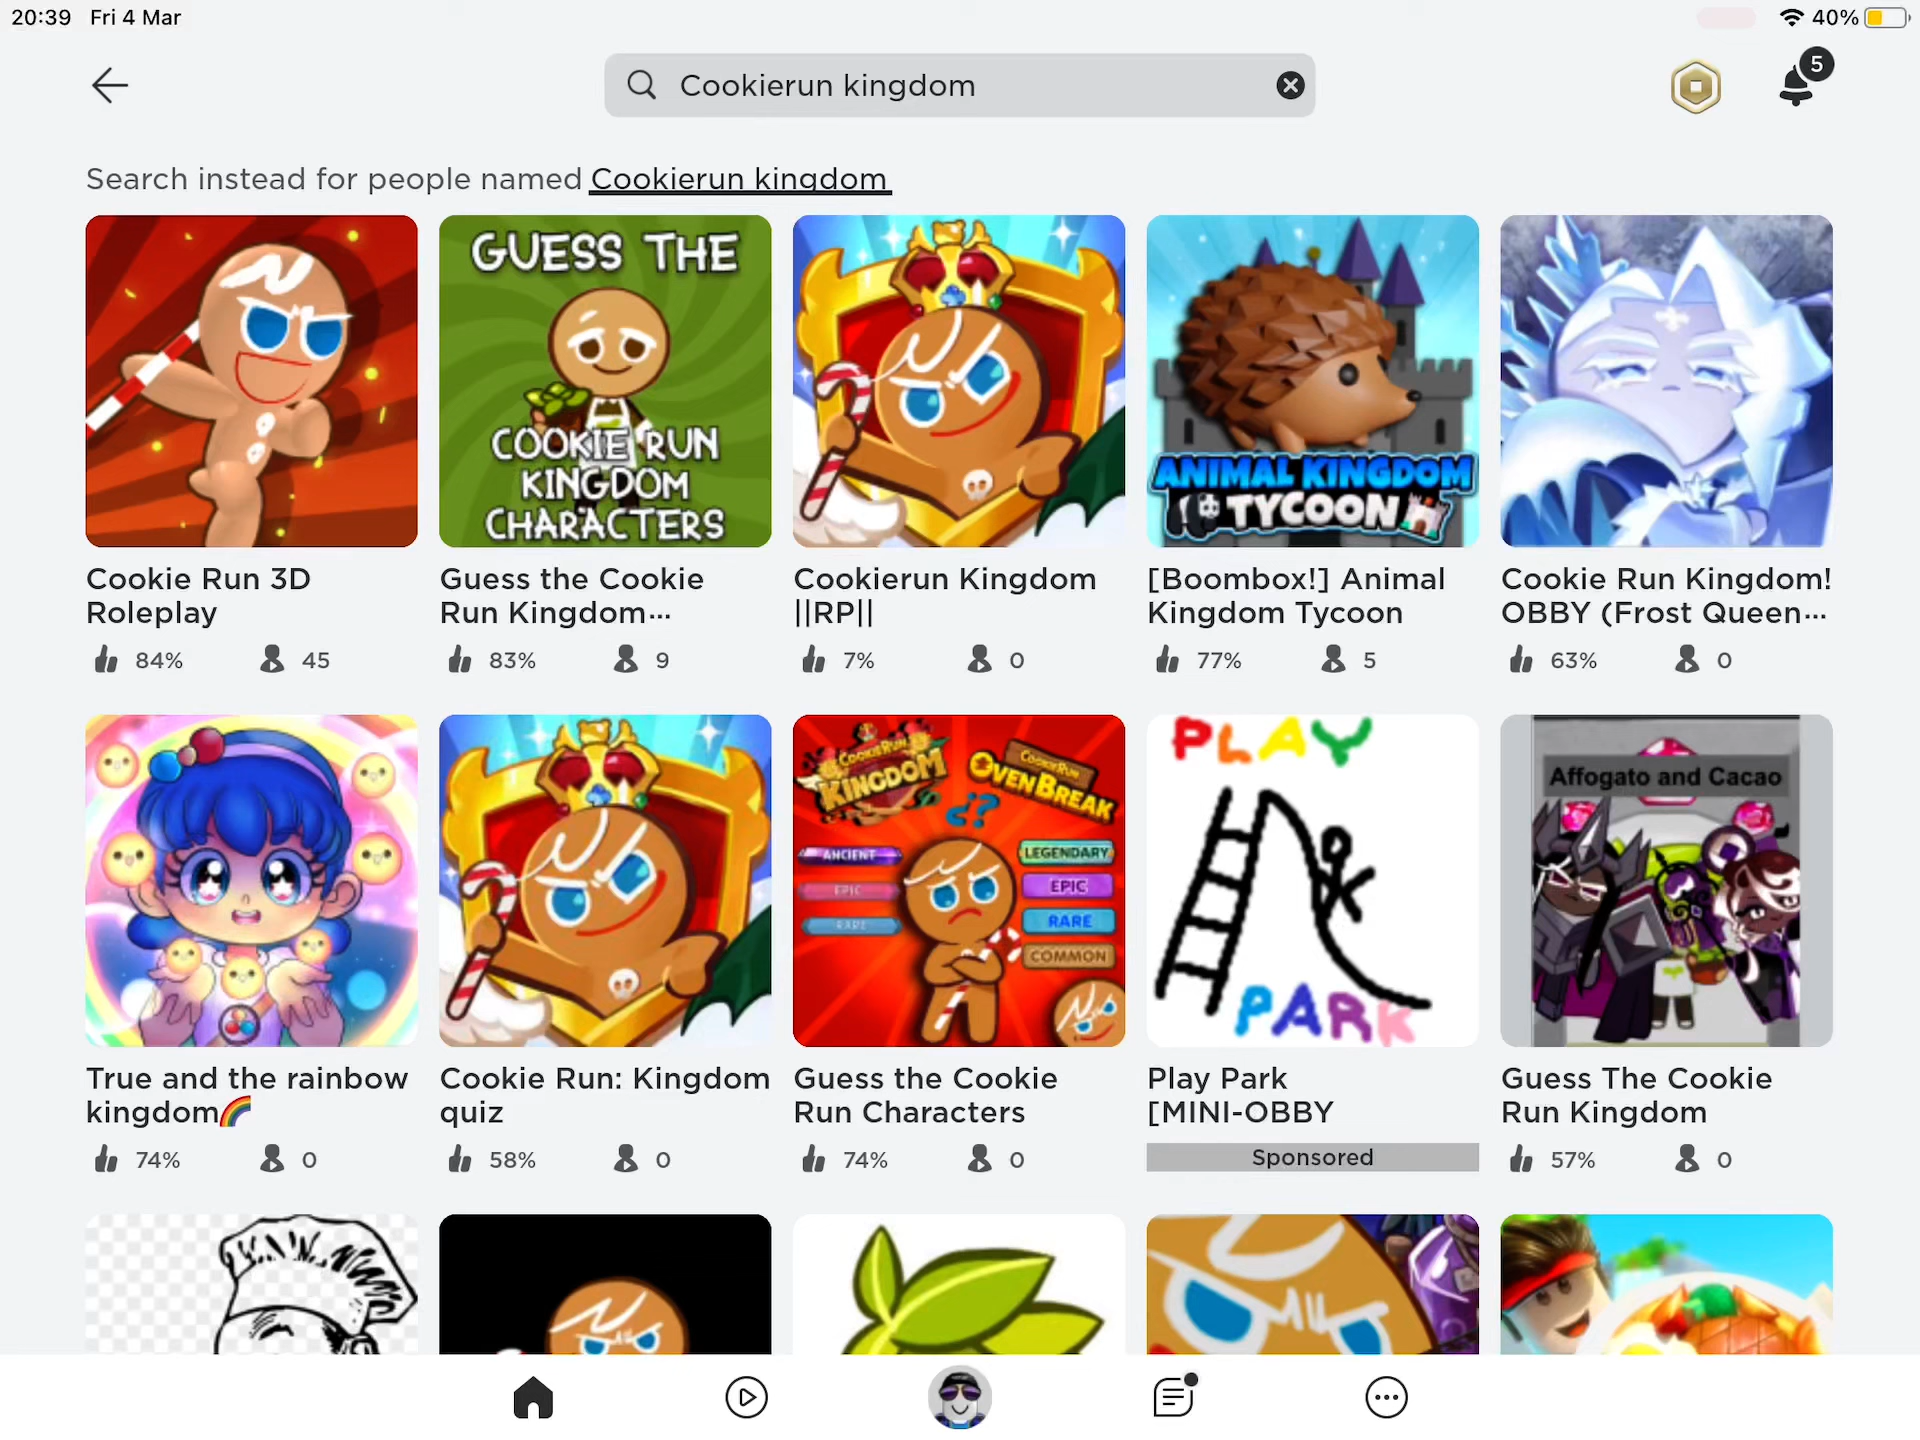 20:39 Fri 4 Mar
40%
Cookierun kingdom
5
Search instead for people named Cookierun kingdom
GUESS THE
COOKIE RUN
KINGDOM
CHARACTERS
ANIMAL KINGDOM
TYCOON
Cookie Run 3D
Roleplay
84% 45
Guess the Cookie
Run Kingdom...
83% 9
Cookierun Kingdom
||RP||
7% 0
[Boombox!] Animal
Kingdom Tycoon
77% 5
Cookie Run Kingdom!
OBBY (Frost Queen...
63% 0
COOKIERUN
KINGDOM
COOKIERUN
OVENBREAK
¿?
ANCIENT
EPIC
RARE
LEGENDARY
EPIC
RARE
COMMON
PLAY
PARK
Affogato and Cacao
True and the rainbow
kingdom🌈
74% 0
Cookie Run: Kingdom
quiz
58% 0
Guess the Cookie
Run Characters
74% 0
Play Park
[MINI-OBBY
Sponsored
Guess The Cookie
Run Kingdom
57% 0